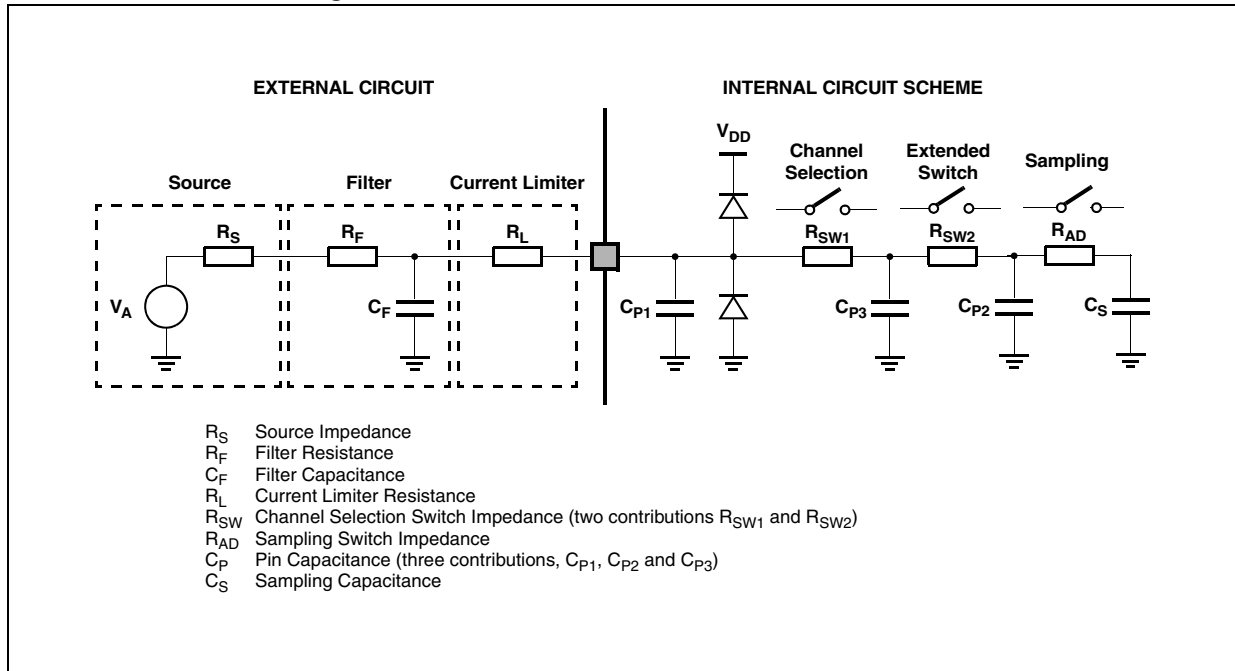 EXTERNAL CIRCUIT
INTERNAL CIRCUIT SCHEME
Source
Filter
Current Limiter
VDD
Channel
Selection
Extended
Switch
Sampling
RS
RF
RL
RSW1
RSW2
RAD
VA
CF
CP1
CP3
CP2
CS
RS Source Impedance
RF Filter Resistance
CF Filter Capacitance
RL Current Limiter Resistance
RSW Channel Selection Switch Impedance (two contributions RSW1 and RSW2)
RAD Sampling Switch Impedance
CP Pin Capacitance (three contributions, CP1, CP2 and CP3)
CS Sampling Capacitance